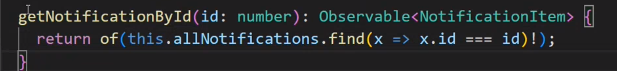 getNotificationById(id: number): Observable<NotificationItem> {
return of(this.allNotifications.find(x => x.id === id)!);
}